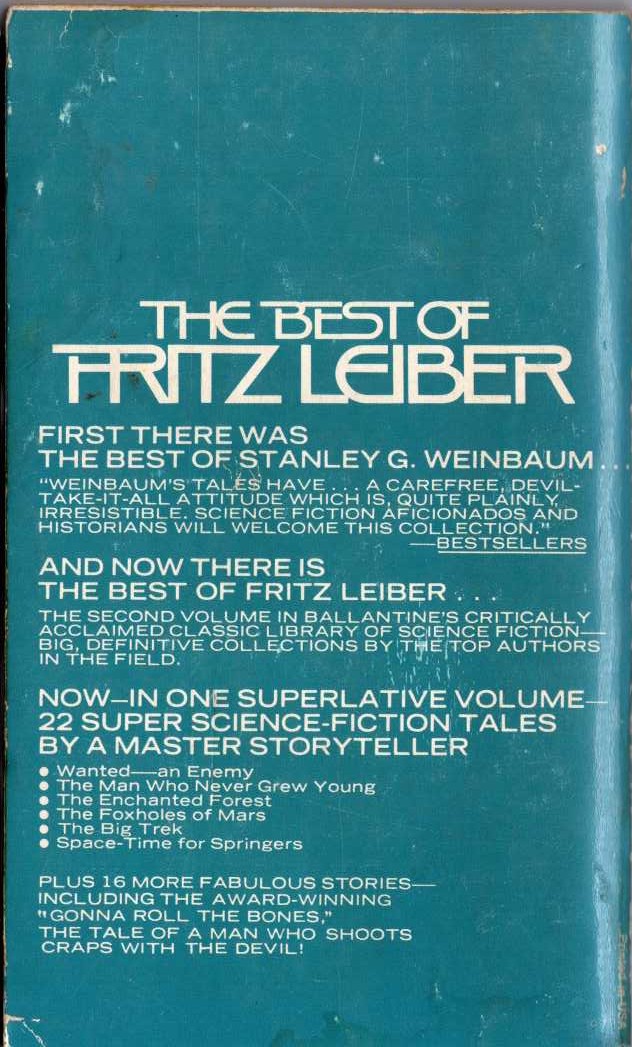 THE BEST OF
FRITZ LEIBER
FIRST THERE WAS
THE BEST OF STANLEY G. WEINBAUM...
"WEINBAUM'S TALES HAVE...A CAREFREE, DEVIL-
TAKE-IT-ALL ATTITUDE WHICH IS, QUITE PLAINLY,
IRRESISTIBLE. SCIENCE FICTION AFICIONADOS AND
HISTORIANS WILL WELCOME THIS COLLECTION."
—BESTSELLERS
AND NOW THERE IS
THE BEST OF FRITZ LEIBER...
THE SECOND VOLUME IN BALLANTINE'S CRITICALLY
ACCLAIMED CLASSIC LIBRARY OF SCIENCE FICTION—
BIG, DEFINITIVE COLLECTIONS BY THE TOP AUTHORS
IN THE FIELD.
NOW—IN ONE SUPERLATIVE VOLUME—
22 SUPER SCIENCE-FICTION TALES
BY A MASTER STORYTELLER
● Wanted—an Enemy
● The Man Who Never Grew Young
● The Enchanted Forest
● The Foxholes of Mars
● The Big Trek
● Space-Time for Springers
PLUS 16 MORE FABULOUS STORIES—
INCLUDING THE AWARD-WINNING
"GONNA ROLL THE BONES,"
THE TALE OF A MAN WHO SHOOTS
CRAPS WITH THE DEVIL!
Printed in USA